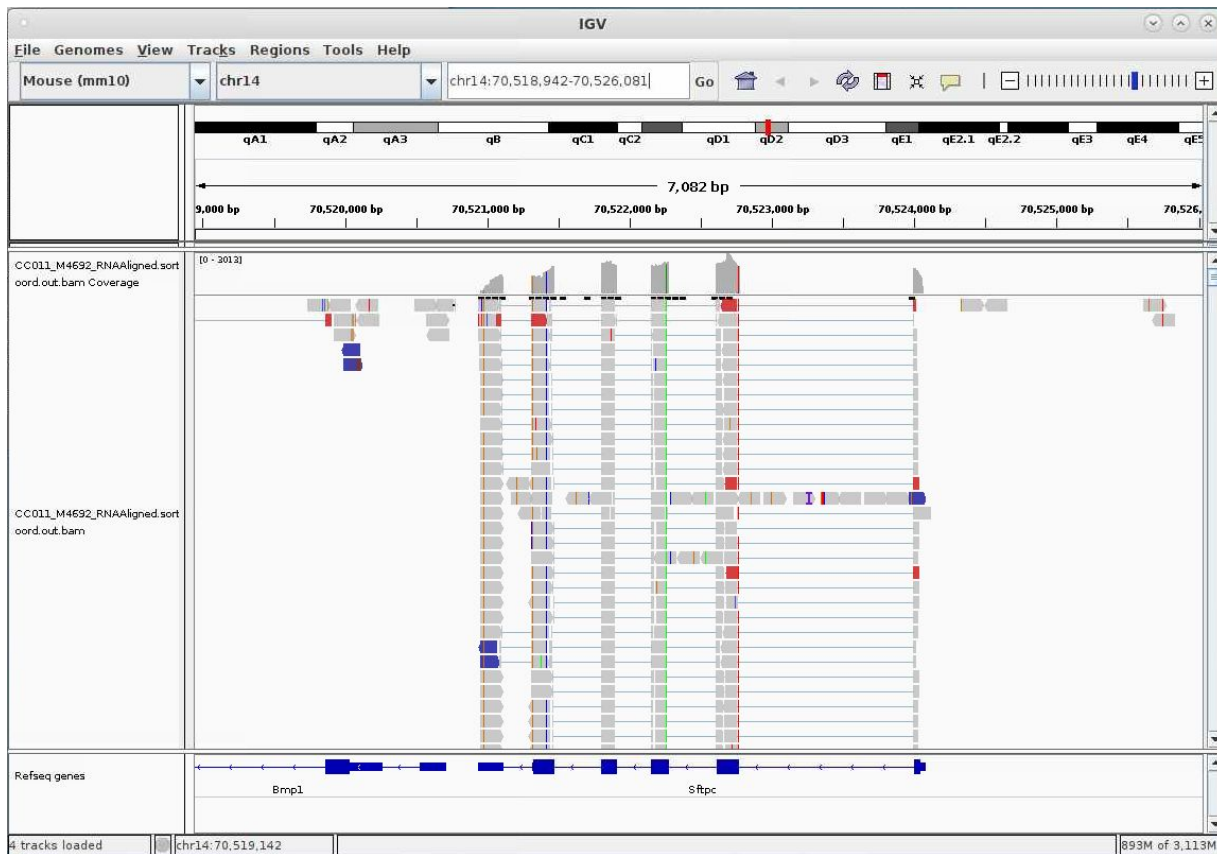 IGV
File Genomes View Tracks Regions Tools Help
Mouse (mm10) chr14 chr14:70,518,942-70,526,081 Go
qA1 qA2 qA3 qB qC1 qC2 qD1 qD2 qD3 qE1 qE2.1 qE2.2 qE3 qE4 qE5
7,082 bp
9,000 bp 70,520,000 bp 70,521,000 bp 70,522,000 bp 70,523,000 bp 70,524,000 bp 70,525,000 bp 70,526,
CC011_M4692_RNAAligned.sort
oord.out.bam Coverage
[0 - 2012]
CC011_M4692_RNAAligned.sort
oord.out.bam
I
Refseq genes
Bmp1 Sftpc
4 tracks loaded chr14:70,519,142 893M of 3,113M